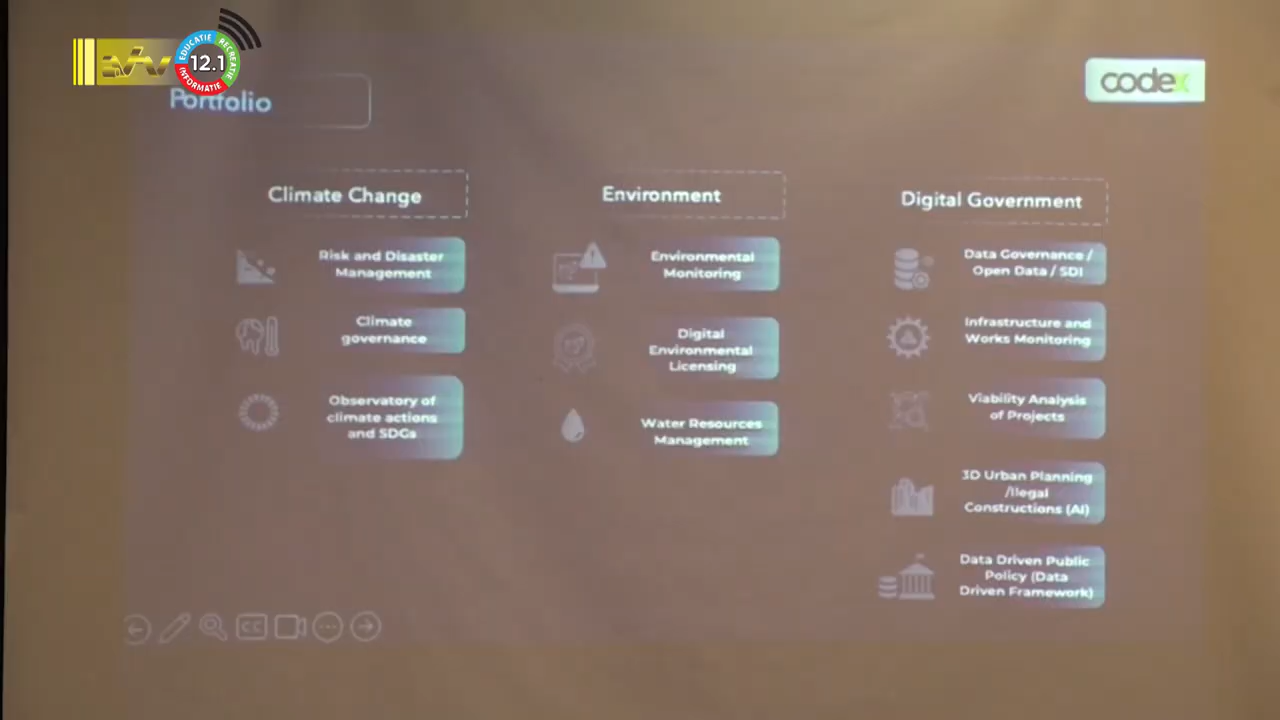 EDUCATIE
RECREATIE
INFORMATIE
12.1
Portfolio
codex
Climate Change
Risk and Disaster
Management
Climate
governance
Observatory of
climate actions
and SDGs
Environment
Environmental
Monitoring
Digital
Environmental
Licensing
Water Resources
Management
Digital Government
Data Governance /
Open Data / SDI
Infrastructure and
Works Monitoring
Viability Analysis
of Projects
3D Urban Planning
/Ilegal
Constructions (AI)
Data Driven Public
Policy (Data
Driven Framework)
CC